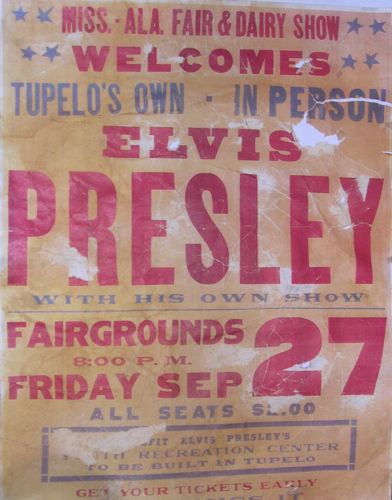 MISS. - ALA. FAIR & DAIRY SHOW
WELCOMES
TUPELO'S OWN · IN PERSON
ELVIS
PRESLEY
WITH HIS OWN SHOW
FAIRGROUNDS
8:00 P. M.
FRIDAY SEP 27
ALL SEATS
ELVIS PRESLEY'S
RECREATION CENTER
TO BE BUILT IN TUPELO
GET YOUR TICKETS EARLY